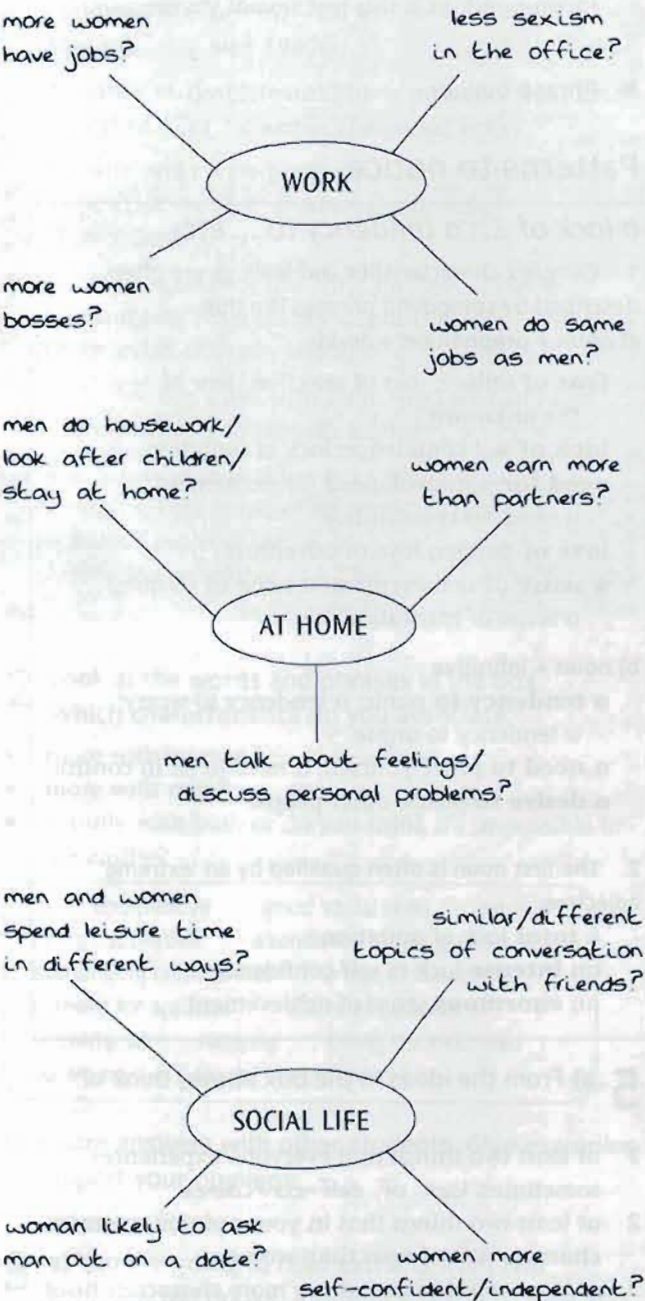 more women
have jobs?
less sexism
in the office?
WORK
more women
bosses?
women do same
jobs as men?
men do housework/
look after children/
stay at home?
women earn more
than partners?
AT HOME
men talk about feelings/
discuss personal problems?
men and women
spend leisure time
in different ways?
similar/different
topics of conversation
with friends?
SOCIAL LIFE
woman likely to ask
man out on a date?
women more
self-confident/independent?